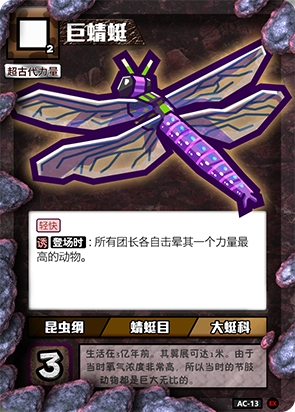 巨蜻蜓
2
超古代力量
轻快
诱 登场时：所有团长各自击晕其一个力量最
高的动物。
昆虫纲 蜻蜓目 大蜓科
3
生活在3亿年前。其翼展可达1米。由于
当时氧气浓度非常高，所以当时的节肢
动物都是巨大无比的。
AC-13 EX